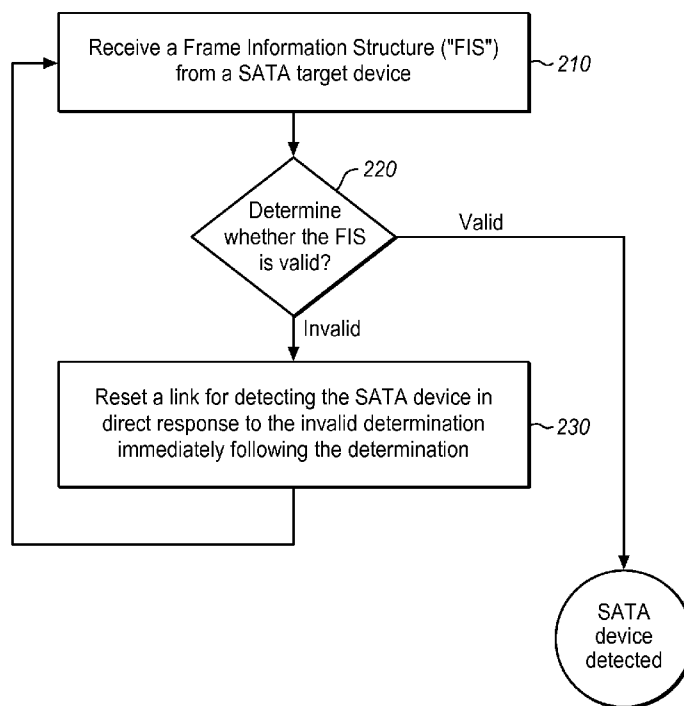 Receive a Frame Information Structure ("FIS")
from a SATA target device
210
220
Determine
whether the FIS
is valid?
Valid
Invalid
Reset a link for detecting the SATA device in
direct response to the invalid determination
immediately following the determination
230
SATA
device
detected